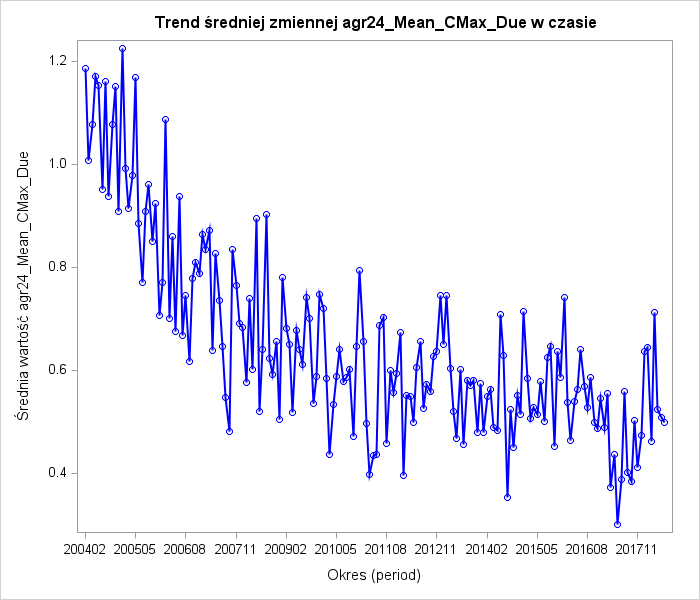 Trend średniej zmiennej agr24_Mean_CMax_Due w czasie
Średnia wartość agr24_Mean_CMax_Due
1.2
1.0
0.8
0.6
0.4
200402 200505 200608 200711 200902 201005 201108 201211 201402 201505 201608 201711
Okres (period)